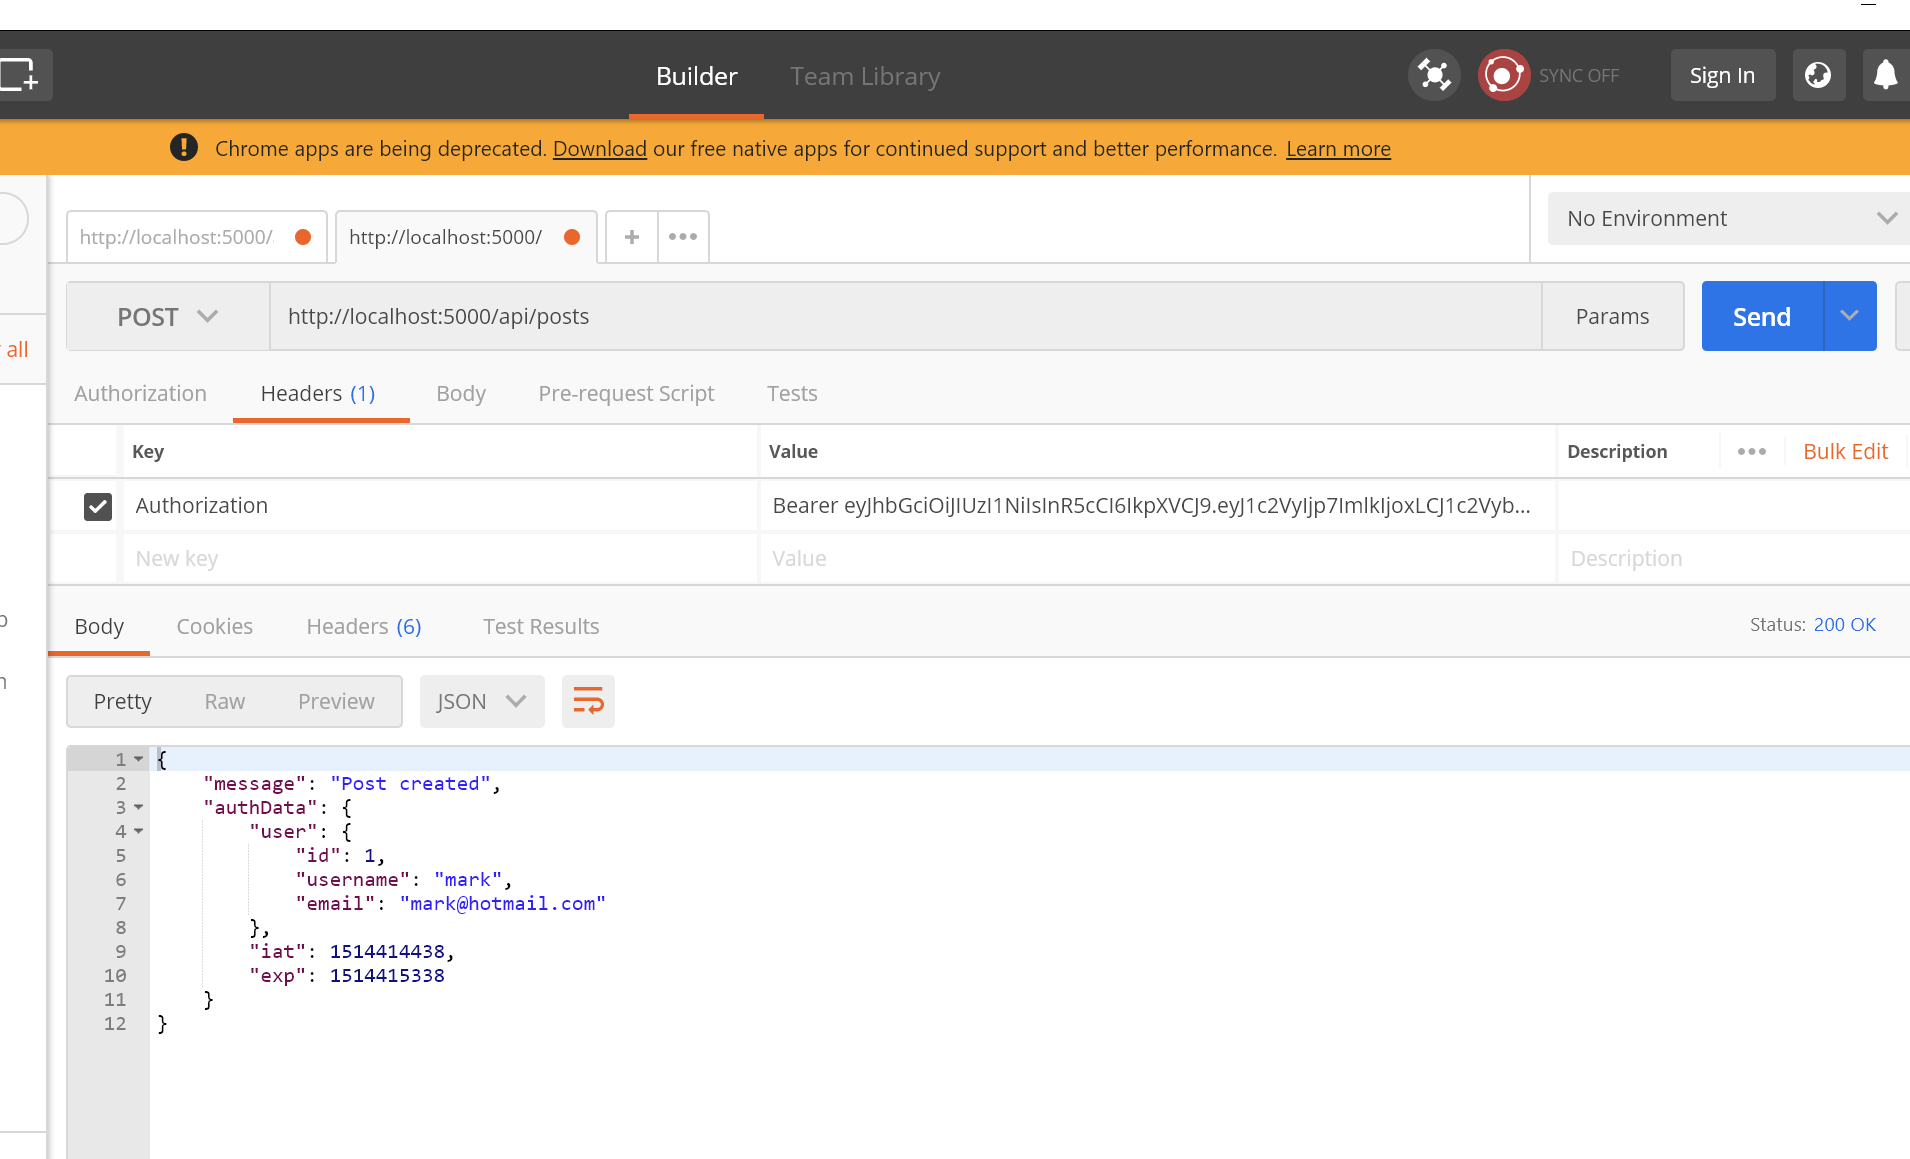 Builder Team Library SYNC OFF Sign In
Chrome apps are being deprecated. Download our free native apps for continued support and better performance. Learn more
http://localhost:5000/ http://localhost:5000/ + ••• No Environment
POST http://localhost:5000/api/posts Params Send
all
Authorization Headers (1) Body Pre-request Script Tests
Key Value Description ••• Bulk Edit
Authorization Bearer eyJhbGciOiJIUzI1NiIsInR5cCI6IkpXVCJ9.eyJ1c2VyIjp7ImlkIjoxLCJ1c2Vyb...
New key Value Description
Body Cookies Headers (6) Test Results Status: 200 OK
Pretty Raw Preview JSON
1 {
2 "message": "Post created",
3 "authData": {
4 "user": {
5 "id": 1,
6 "username": "mark",
7 "email": "mark@hotmail.com"
8 },
9 "iat": 1514414438,
10 "exp": 1514415338
11 }
12 }